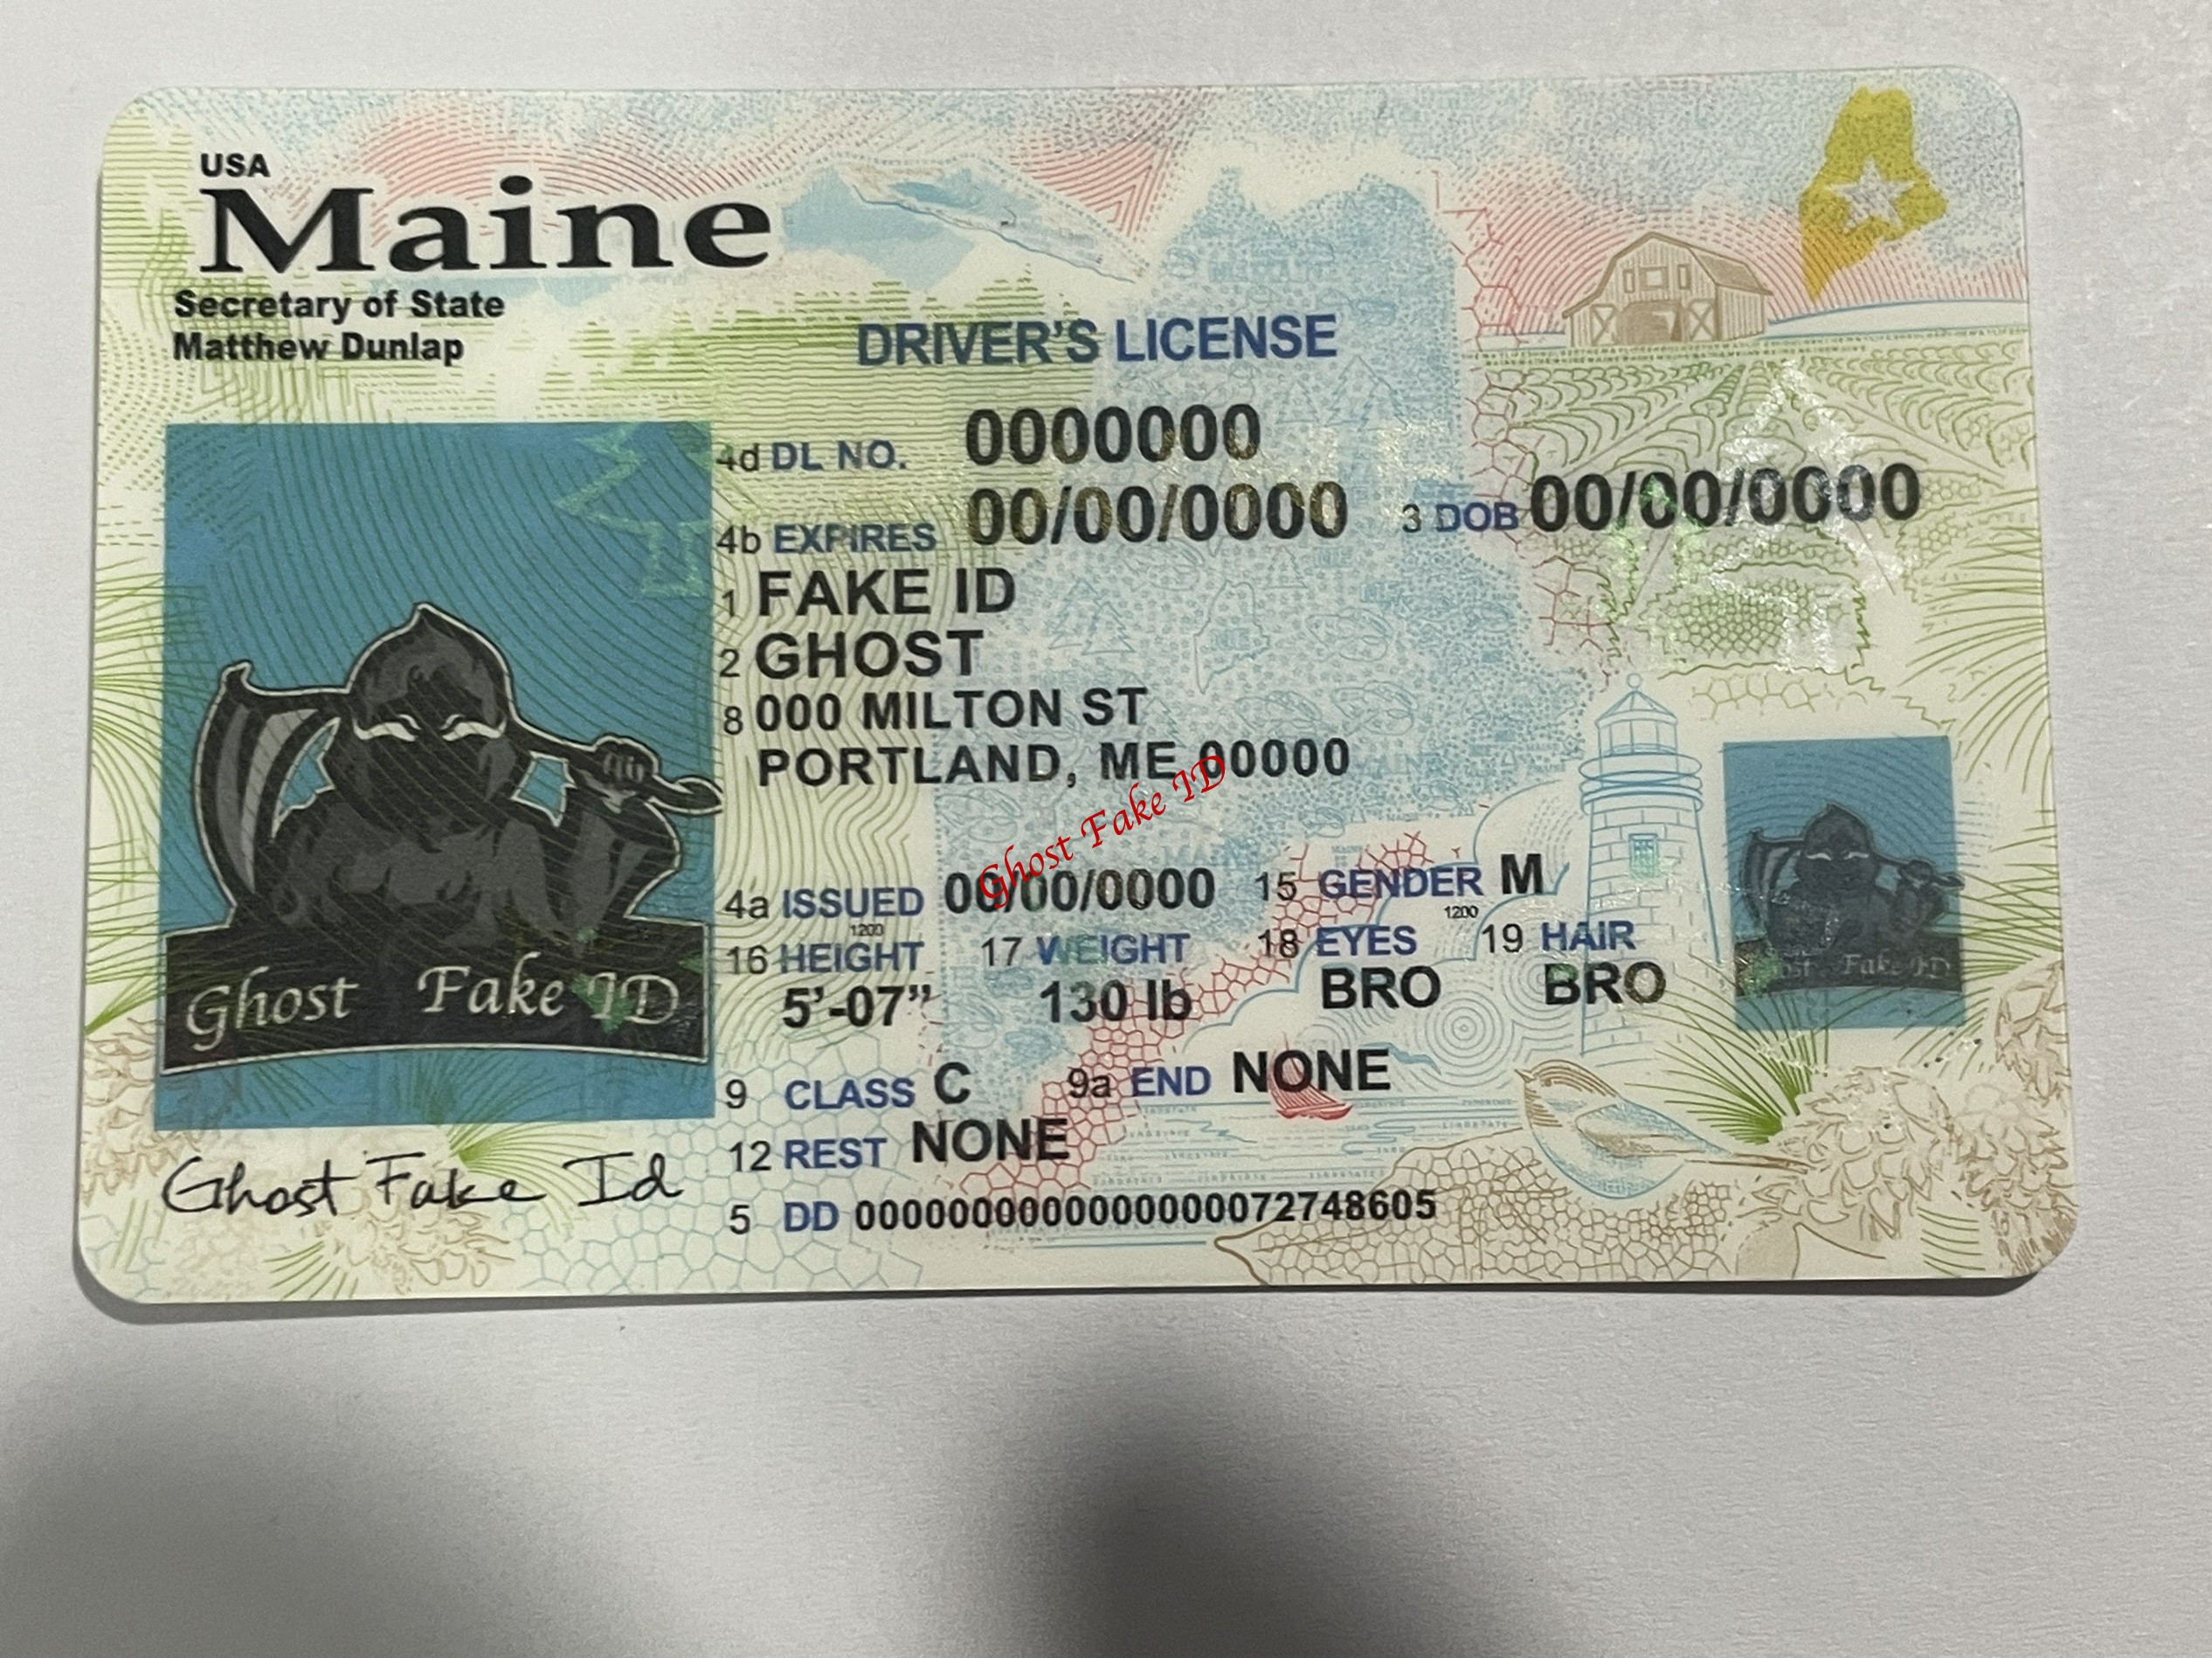 USA
Maine
Secretary of State
Matthew Dunlap
DRIVER'S LICENSE
4d DL NO. 0000000
4b EXPIRES 00/00/0000 3 DOB 00/00/0000
1 FAKE ID
2 GHOST
8 000 MILTON ST
PORTLAND, ME 00000
Ghost Fake ID
4a ISSUED 00/00/0000 15 GENDER M
1200 1200
16 HEIGHT 17 WEIGHT 18 EYES 19 HAIR
5'-07" 130 lb BRO BRO
Ghost Fake ID
Fake ID
9 CLASS C 9a END NONE
12 REST NONE
Ghost Fake Id
5 DD 00000000000000000072748605